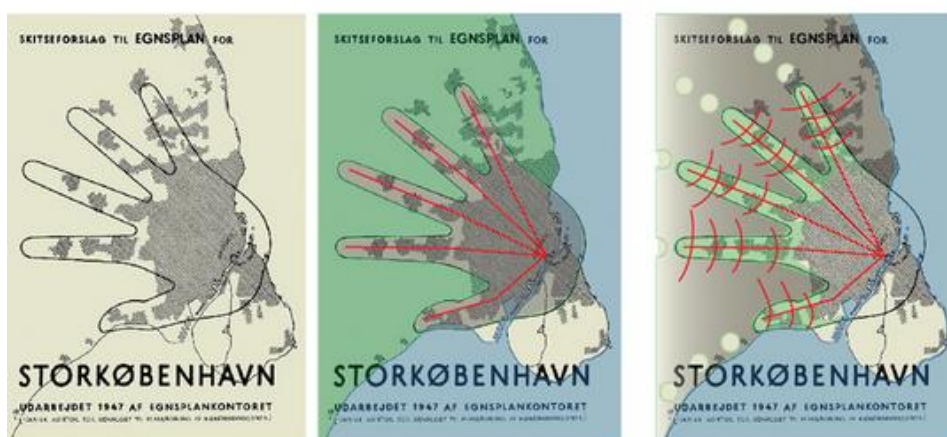 SKITSEFORSLAG TIL EGNSPLAN FOR
STORKØBENHAVN
UDARBEJDET 1947 AF EGNSPLANKONTORET
SKITSEFORSLAG TIL EGNSPLAN FOR
STORKØBENHAVN
UDARBEJDET 1947 AF EGNSPLANKONTORET
SKITSEFORSLAG TIL EGNSPLAN FOR
STORKØBENHAVN
UDARBEJDET 1947 AF EGNSPLANKONTORET